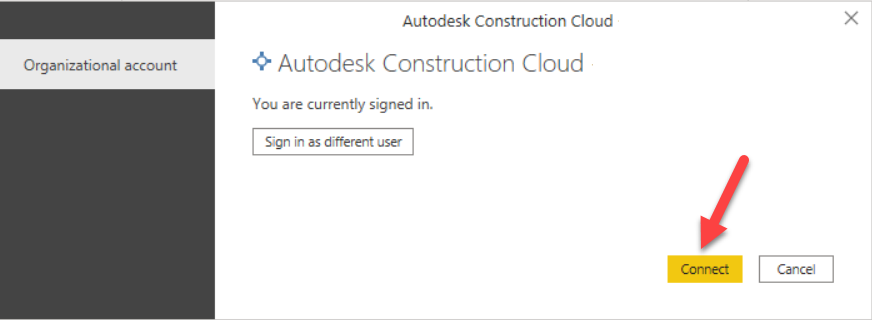 Autodesk Construction Cloud
Organizational account
Autodesk Construction Cloud
You are currently signed in.
Sign in as different user
Connect
Cancel